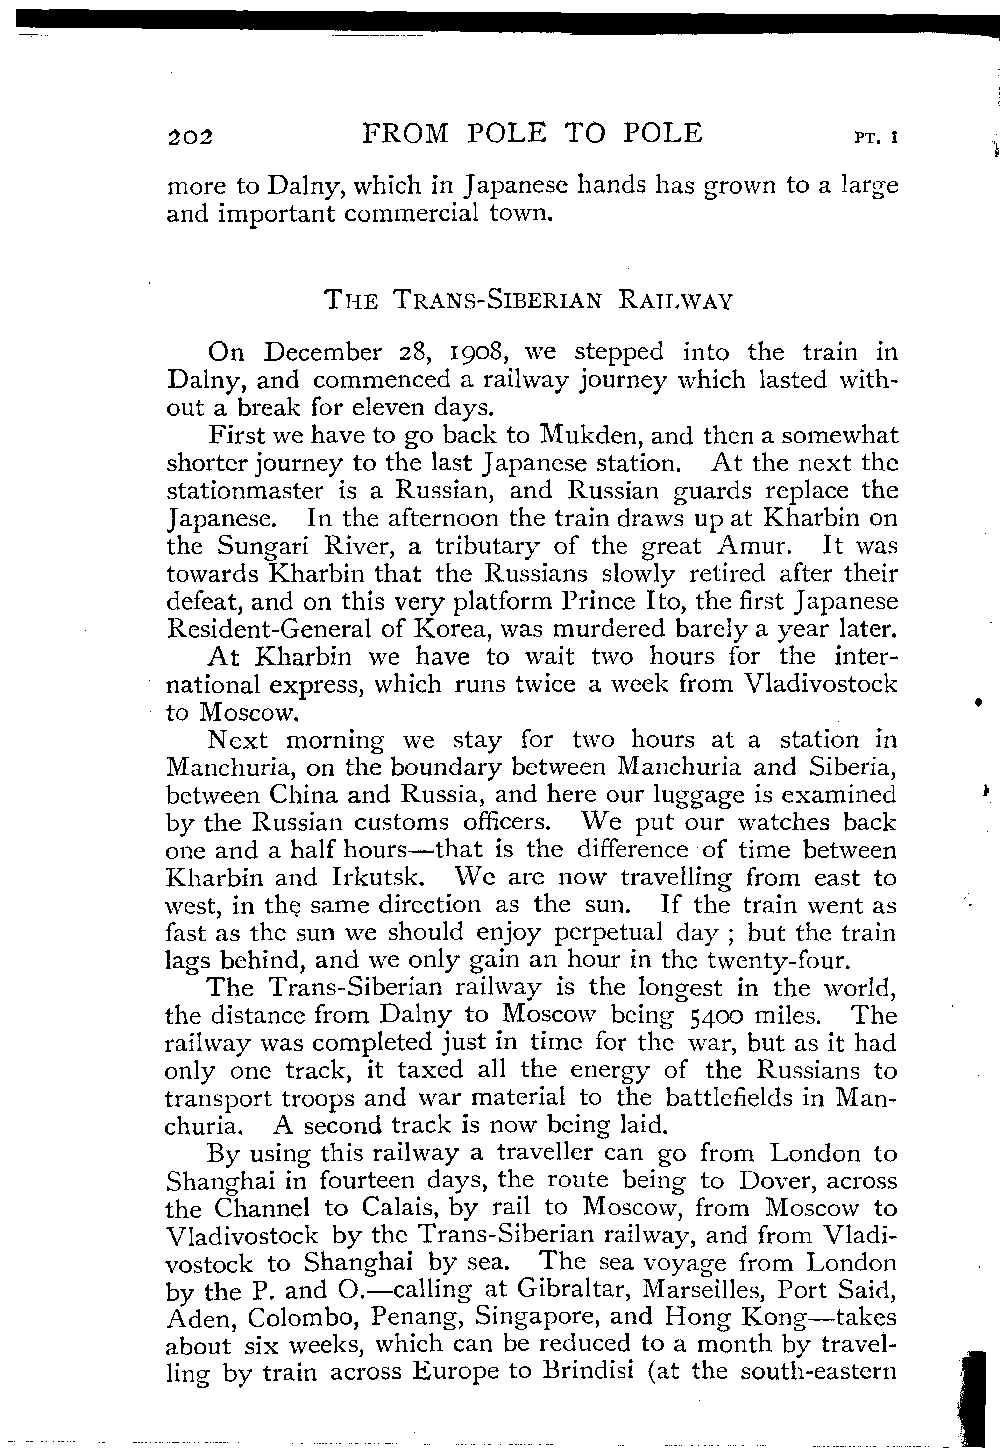 202 FROM POLE TO POLE PT. I
more to Dalny, which in Japanese hands has grown to a large
and important commercial town.
THE TRANS-SIBERIAN RAILWAY
On December 28, 1908, we stepped into the train in
Dalny, and commenced a railway journey which lasted with-
out a break for eleven days.
First we have to go back to Mukden, and then a somewhat
shorter journey to the last Japanese station. At the next the
stationmaster is a Russian, and Russian guards replace the
Japanese. In the afternoon the train draws up at Kharbin on
the Sungari River, a tributary of the great Amur. It was
towards Kharbin that the Russians slowly retired after their
defeat, and on this very platform Prince Ito, the first Japanese
Resident-General of Korea, was murdered barely a year later.
At Kharbin we have to wait two hours for the inter-
national express, which runs twice a week from Vladivostock
to Moscow.
Next morning we stay for two hours at a station in
Manchuria, on the boundary between Manchuria and Siberia,
between China and Russia, and here our luggage is examined
by the Russian customs officers. We put our watches back
one and a half hours—that is the difference of time between
Kharbin and Irkutsk. We are now travelling from east to
west, in the same direction as the sun. If the train went as
fast as the sun we should enjoy perpetual day ; but the train
lags behind, and we only gain an hour in the twenty-four.
The Trans-Siberian railway is the longest in the world,
the distance from Dalny to Moscow being 5400 miles. The
railway was completed just in time for the war, but as it had
only one track, it taxed all the energy of the Russians to
transport troops and war material to the battlefields in Man-
churia. A second track is now being laid.
By using this railway a traveller can go from London to
Shanghai in fourteen days, the route being to Dover, across
the Channel to Calais, by rail to Moscow, from Moscow to
Vladivostock by the Trans-Siberian railway, and from Vladi-
vostock to Shanghai by sea. The sea voyage from London
by the P. and O.—calling at Gibraltar, Marseilles, Port Said,
Aden, Colombo, Penang, Singapore, and Hong Kong—takes
about six weeks, which can be reduced to a month by travel-
ling by train across Europe to Brindisi (at the south-eastern